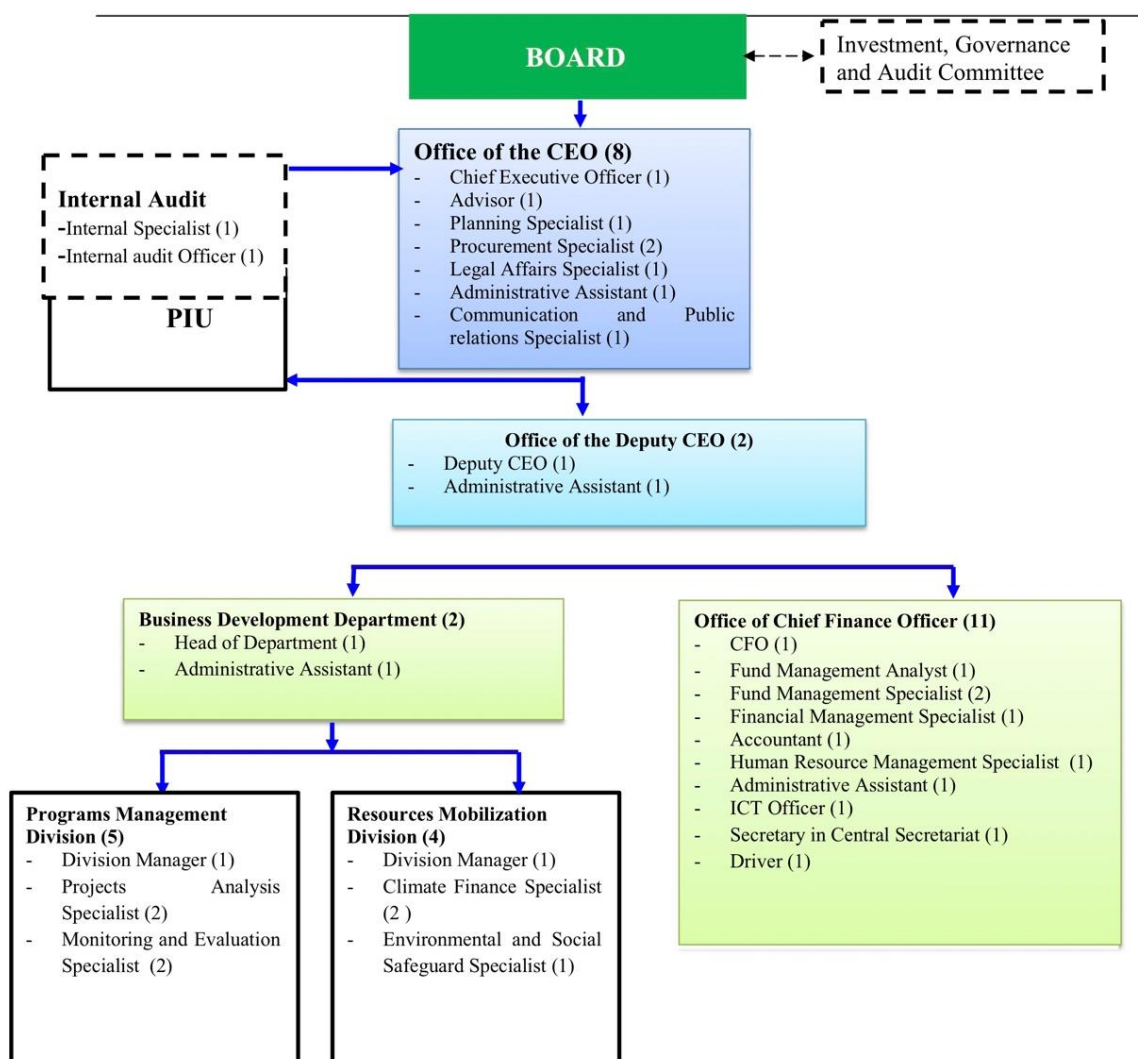 BOARD
Investment, Governance
and Audit Committee
Office of the CEO (8)
- Chief Executive Officer (1)
- Advisor (1)
- Planning Specialist (1)
- Procurement Specialist (2)
- Legal Affairs Specialist (1)
- Administrative Assistant (1)
- Communication and Public
relations Specialist (1)
Internal Audit
-Internal Specialist (1)
-Internal audit Officer (1)
PIU
Office of the Deputy CEO (2)
- Deputy CEO (1)
- Administrative Assistant (1)
Business Development Department (2)
- Head of Department (1)
- Administrative Assistant (1)
Office of Chief Finance Officer (11)
- CFO (1)
- Fund Management Analyst (1)
- Fund Management Specialist (2)
- Financial Management Specialist (1)
- Accountant (1)
- Human Resource Management Specialist (1)
- Administrative Assistant (1)
- ICT Officer (1)
- Secretary in Central Secretariat (1)
- Driver (1)
Programs Management
Division (5)
- Division Manager (1)
- Projects Analysis
Specialist (2)
- Monitoring and Evaluation
Specialist (2)
Resources Mobilization
Division (4)
- Division Manager (1)
- Climate Finance Specialist
(2 )
- Environmental and Social
Safeguard Specialist (1)